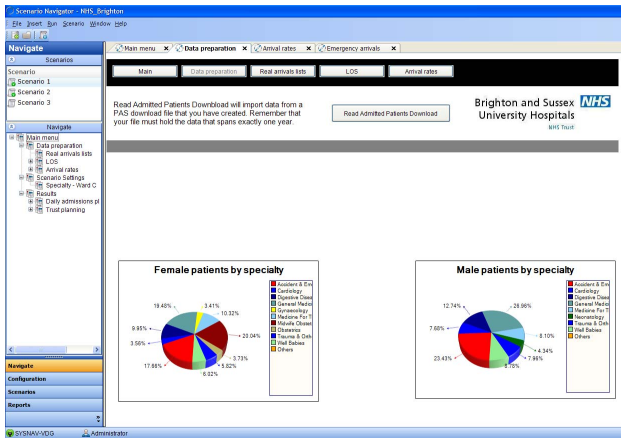 Scenario Navigator - NHS_Brighton
File Insert Run Scenario Window Help
Navigate
Main menu x Data preparation x Arrival rates x Emergency arrivals x
Scenarios
Scenario
Scenario 1
Scenario 2
Scenario 3
Main Data preparation Real arrivals lists LOS Arrival rates
Read Admitted Patients Downbload will import data from a
PAS download file that you have created. Remember that
your file must hold the data that spans exactly one year.
Read Admitted Patients Download
Brighton and Sussex NHS
University Hospitals
NHS Trust
Navigate
Main menu
Data preparation
Real arrivals lists
LOS
Arrival rates
Scenario Settings
Specialty - Ward C
Results
Daily admissions pl
Trust planning
Female patients by specialty
19.48%
3.41%
10.32%
20.04%
3.73%
5.82%
6.02%
17.66%
3.56%
9.95%
Accident & Em
Cardiology
Digestive Disea
General Medici
Gynaecology
Medicine For T
Midwife Obstet
Obstetrics
Trauma & Orth
Well Babies
Others
Male patients by specialty
12.74%
26.96%
8.10%
4.34%
7.96%
23.43%
7.68%
Accident & Em
Cardiology
Digestive Disea
General Medici
Medicine For T
Neonatology
Trauma & Orth
Well Babies
Others
Navigate
Configuration
Scenarios
Reports
SYSNAV-VDG Administrator